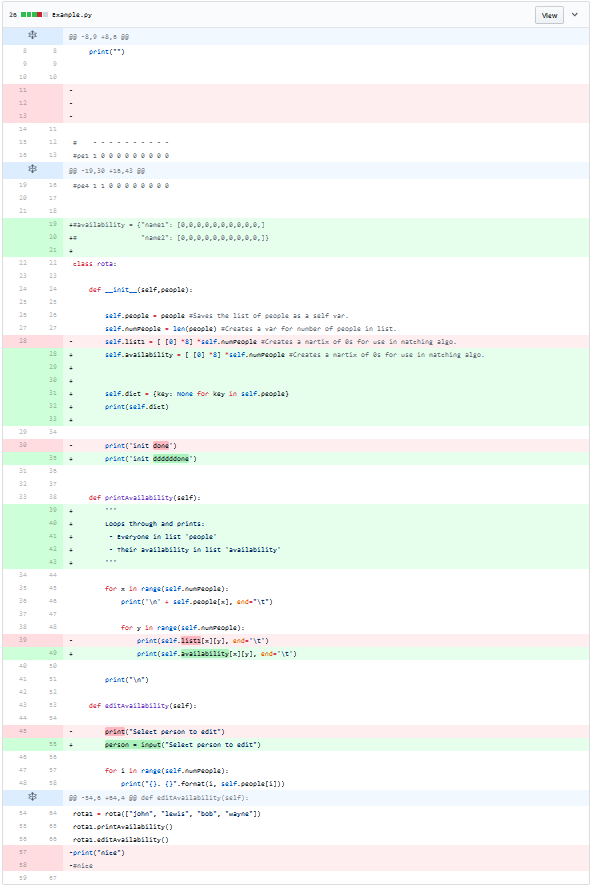 26 Example.py View
@@ -8,9 +8,6 @@
8 8 print("")
9 9
10 10
11 -
12 -
13 -
14 11
15 12 # - - - - - - - - - -
16 13 #pe1 1 0 0 0 0 0 0 0 0 0
@@ -19,30 +16,43 @@
19 16 #pe4 1 1 0 0 0 0 0 0 0 0
20 17
21 18
19 +#availability = {"name1": [0,0,0,0,0,0,0,0,0,0,]
20 +# "name2": [0,0,0,0,0,0,0,0,0,0,]}
21 +
22 22 class rota:
23 23
24 24 def __init__(self,people):
25 25
26 26 self.people = people #Saves the list of people as a self var.
27 27 self.numPeople = len(people) #Creates a var for number of people in list.
28 - self.list1 = [ [0] *8] *self.numPeople #Creates a martix of 0s for use in matching algo.
28 + self.availability = [ [0] *8] *self.numPeople #Creates a martix of 0s for use in matching algo.
29 +
30 +
31 + self.dict = {key: None for key in self.people}
32 + print(self.dict)
33 +
29 34
30 - print('init done')
35 + print('init ddddddone')
31 36
32 37
33 38 def printAvailability(self):
39 + '''
40 + Loops through and prints:
41 + - Everyone in list 'people'
42 + - Their availability in list 'availability'
43 + '''
34 44
35 45 for x in range(self.numPeople):
36 46 print("\n" + self.people[x], end="\t")
37 47
38 48 for y in range(self.numPeople):
39 - print(self.list1[x][y], end="\t")
49 + print(self.availability[x][y], end="\t")
40 50
41 51 print("\n")
42 52
43 53 def editAvailability(self):
44 54
45 - print("Select person to edit")
55 + person = input("Select person to edit")
46 56
47 57 for i in range(self.numPeople):
48 58 print("{}. {}".format(i, self.people[i]))
@@ -54,6 +64,4 @@ def editAvailability(self):
54 64 rota1 = rota(["john", "lewis", "bob", "wayne"])
55 65 rota1.printAvailability()
56 66 rota1.editAvailability()
57 -print("nice")
58 -#nice
59 67